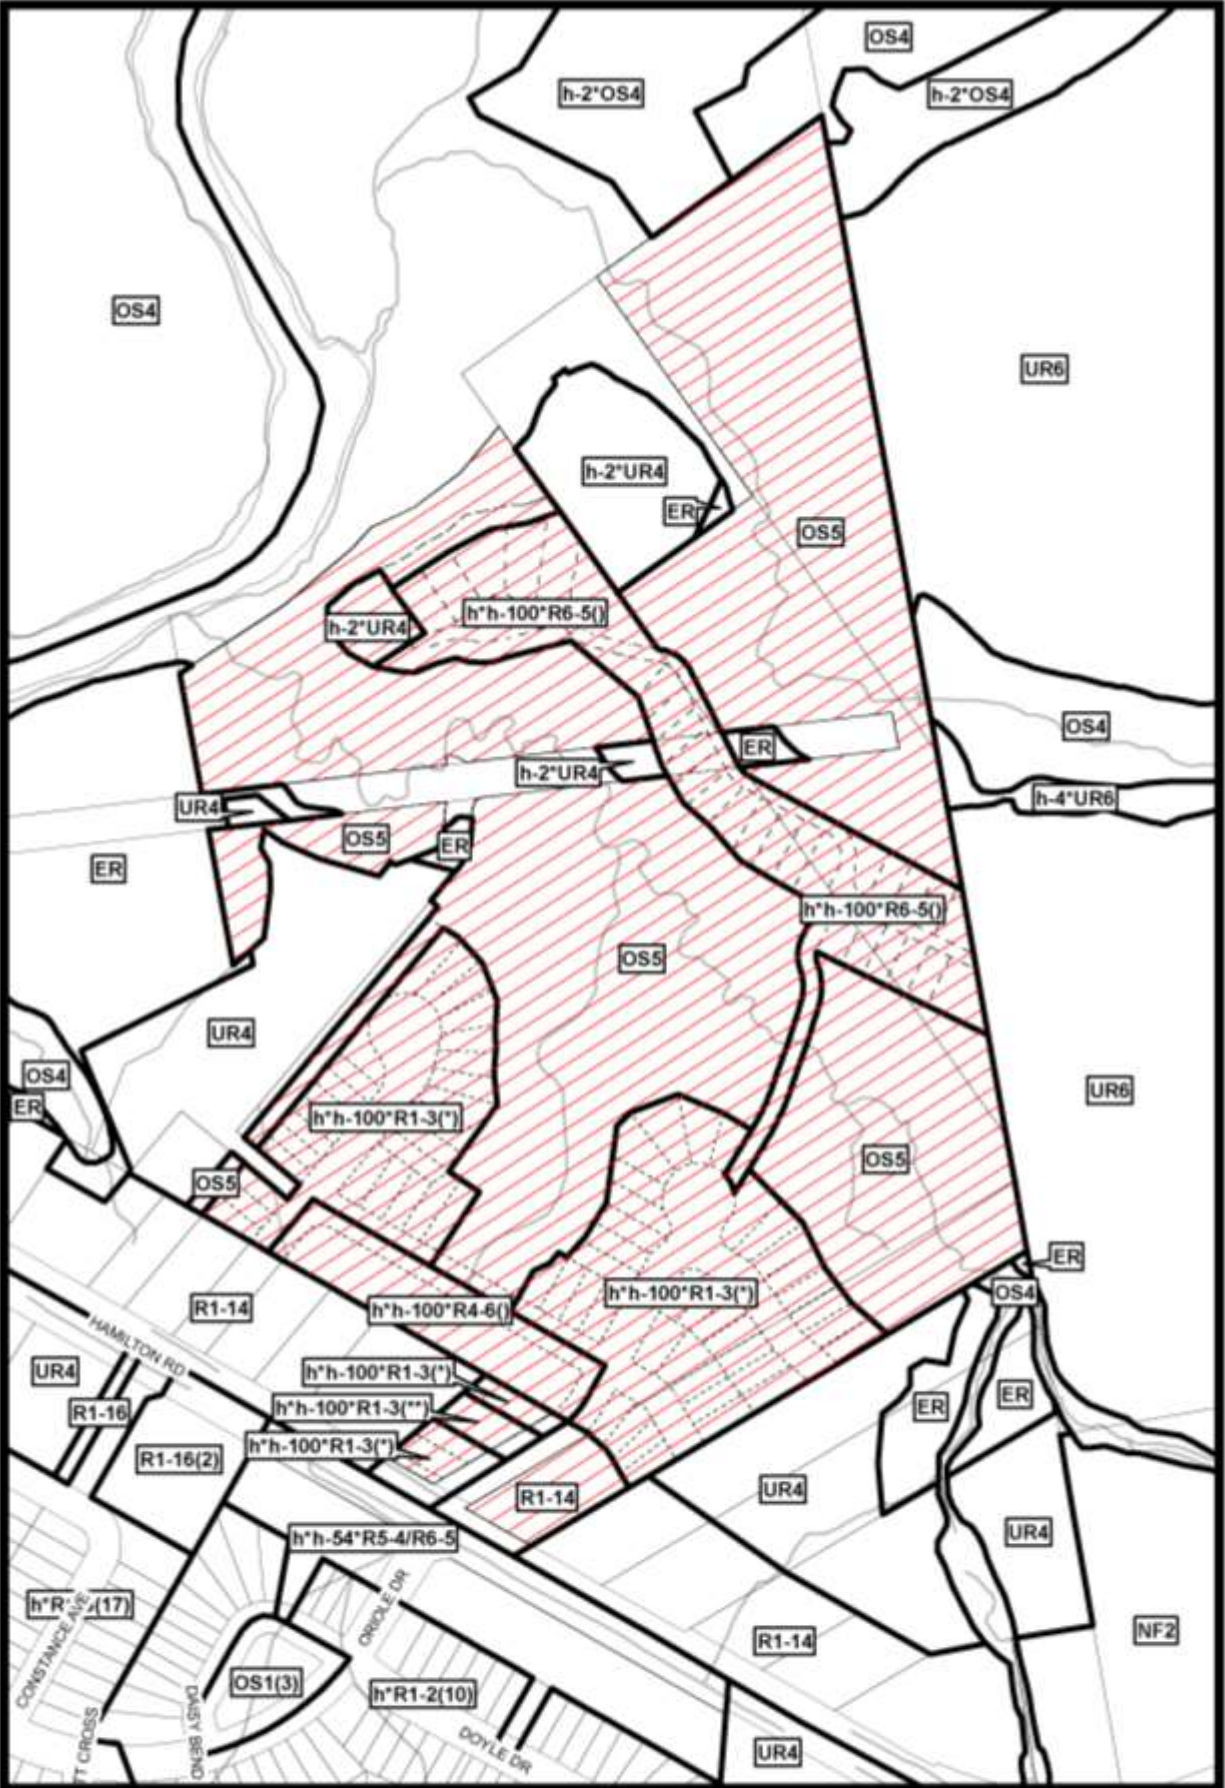 OS4
h-2*OS4
h-2*OS4
OS4
UR6
h-2*UR4
ER
OS5
h*h-100*R6-5()
h-2*UR4
OS4
ER
h-2*UR4
h-4*UR6
UR4
OS5
ER
ER
h*h-100*R6-5()
OS5
UR4
OS4
ER
UR6
h*h-100*R1-3(*)
OS5
OS5
ER
OS4
h*h-100*R1-3(*)
R1-14
h*h-100*R4-6()
HAMILTON RD
UR4
h*h-100*R1-3(*)
R1-16
h*h-100*R1-3(**)
ER
ER
h*h-100*R1-3(*)
R1-16(2)
UR4
R1-14
UR4
h*h-54*R5-4/R6-5
(17)
CONSTANCE AVE
ORIOLE DR
R1-14
NF2
OS1(3)
h*R1-2(10)
DAISY BEND
TT CROSS
DOYLE DR
UR4